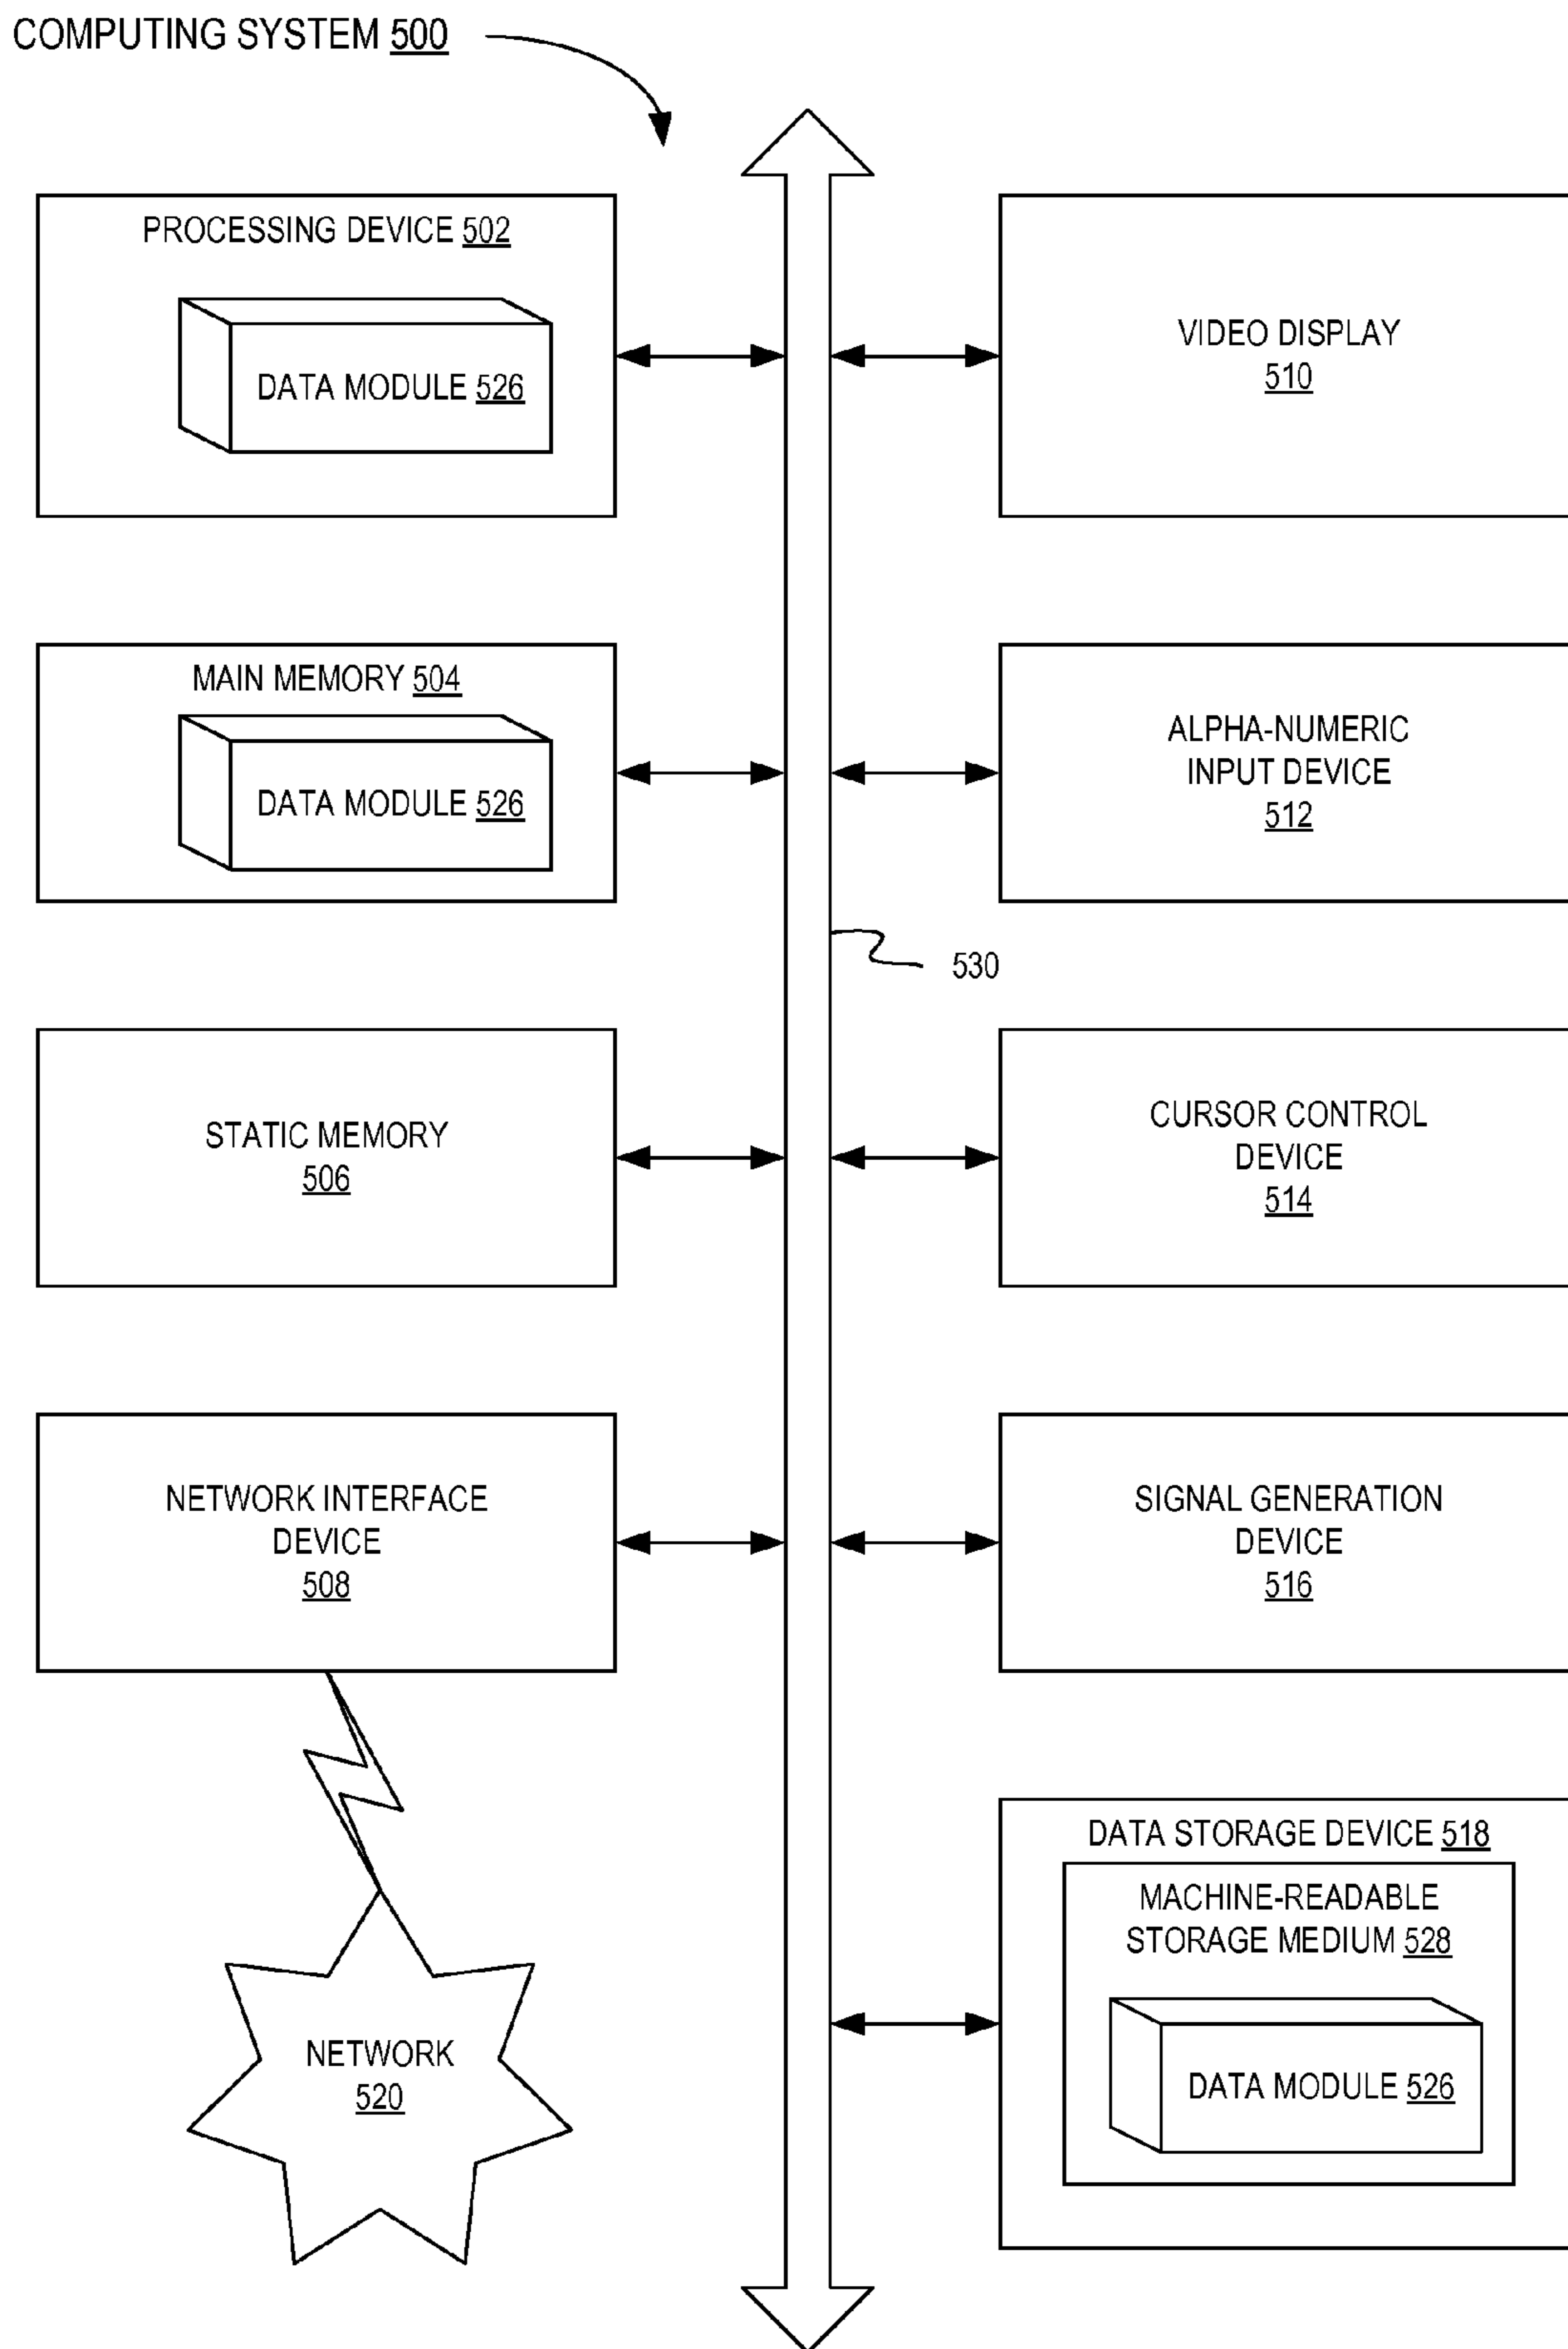 COMPUTING SYSTEM 500
PROCESSING DEVICE 502
DATA MODULE 526
MAIN MEMORY 504
DATA MODULE 526
STATIC MEMORY
506
NETWORK INTERFACE
DEVICE
508
NETWORK
520
VIDEO DISPLAY
510
ALPHA-NUMERIC
INPUT DEVICE
512
530
CURSOR CONTROL
DEVICE
514
SIGNAL GENERATION
DEVICE
516
DATA STORAGE DEVICE 518
MACHINE-READABLE
STORAGE MEDIUM 528
DATA MODULE 526